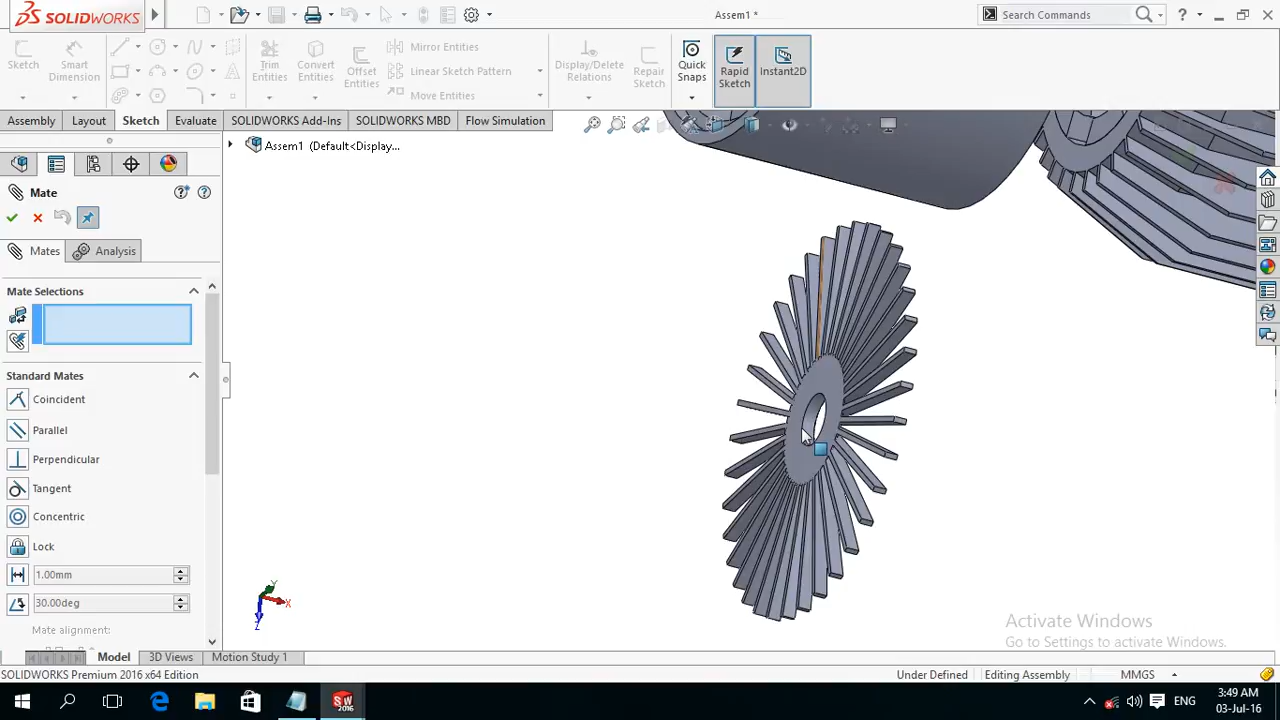 SOLIDWORKS
Assem1 *
Search Commands
Sketch
Smart Dimension
Trim Entities
Convert Entities
Offset Entities
Mirror Entities
Linear Sketch Pattern
Move Entities
Display/Delete Relations
Repair Sketch
Quick Snaps
Rapid Sketch
Instant2D
Assembly
Layout
Sketch
Evaluate
SOLIDWORKS Add-Ins
SOLIDWORKS MBD
Flow Simulation
Assem1 (Default<Display...
Mate
Mates
Analysis
Mate Selections
Standard Mates
Coincident
Parallel
Perpendicular
Tangent
Concentric
Lock
1.00mm
30.00deg
Mate alignment:
Y
X
Z
Activate Windows
Go to Settings to activate Windows.
Model
3D Views
Motion Study 1
SOLIDWORKS Premium 2016 x64 Edition
Under Defined
Editing Assembly
MMGS
SW
2016
ENG
3:49 AM
03-Jul-16